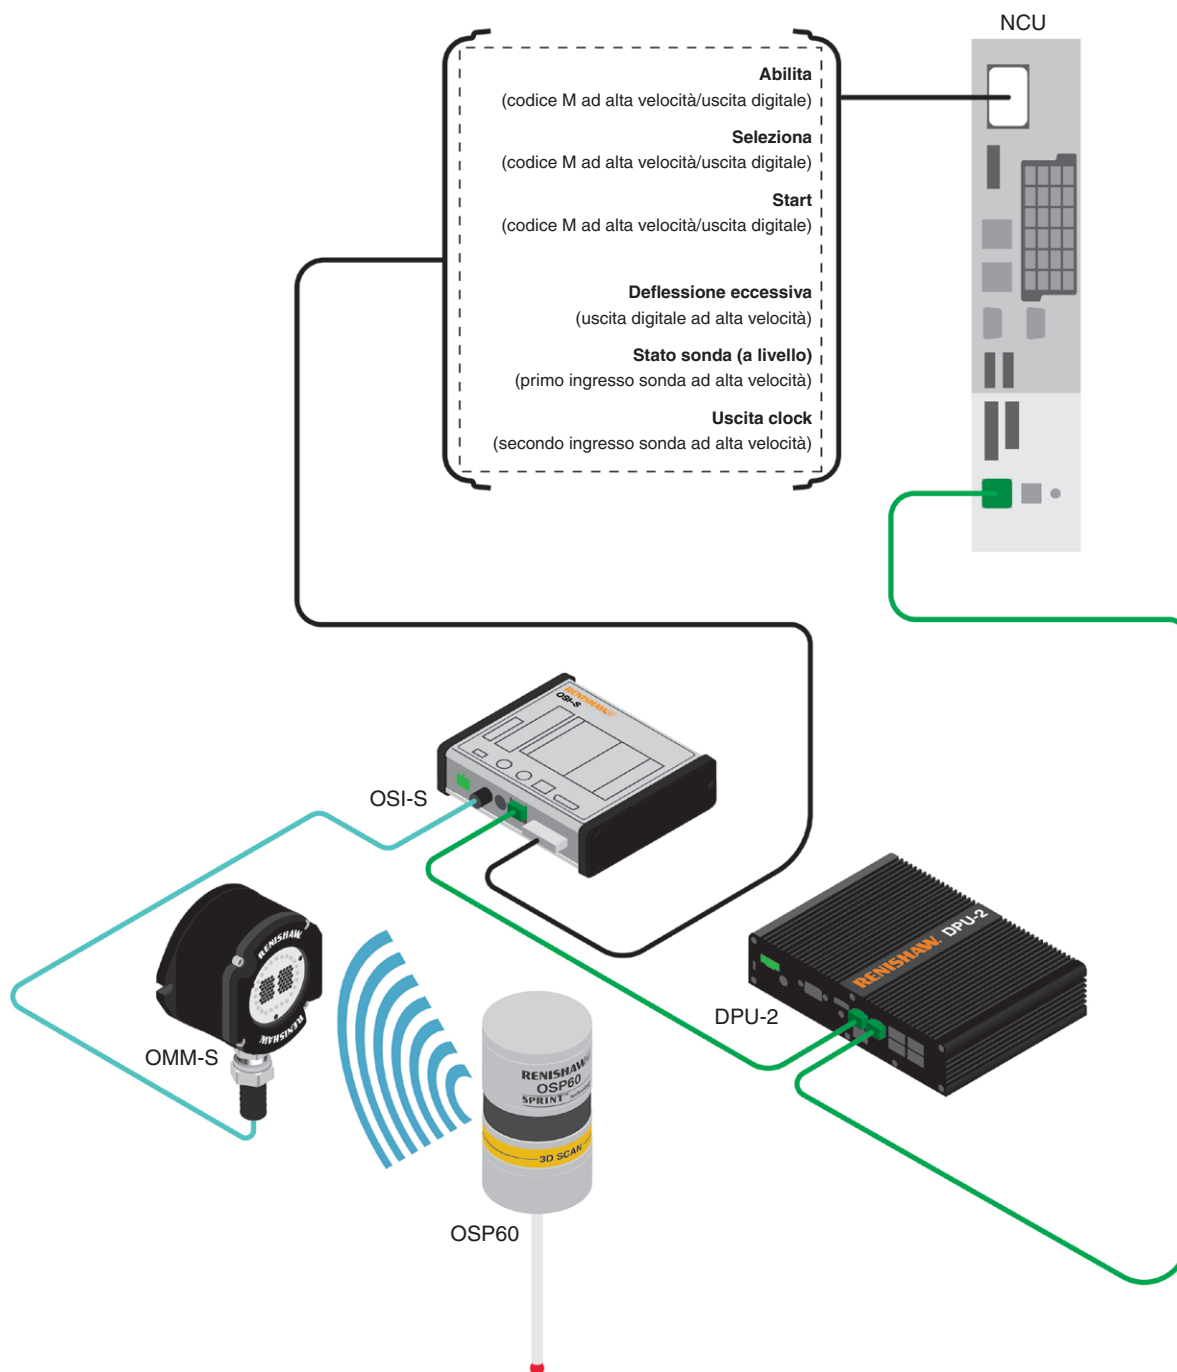 NCU
Abilita
(codice M ad alta velocità/uscita digitale)
Seleziona
(codice M ad alta velocità/uscita digitale)
Start
(codice M ad alta velocità/uscita digitale)
Deflessione eccessiva
(uscita digitale ad alta velocità)
Stato sonda (a livello)
(primo ingresso sonda ad alta velocità)
Uscita clock
(secondo ingresso sonda ad alta velocità)
RENISHAW
OSI-S
OSI-S
RENISHAW.
RENISHAW.
OMM-S
RENISHAW. DPU-2
DPU-2
RENISHAW
OSP60
SPRINT™
3D SCAN
OSP60